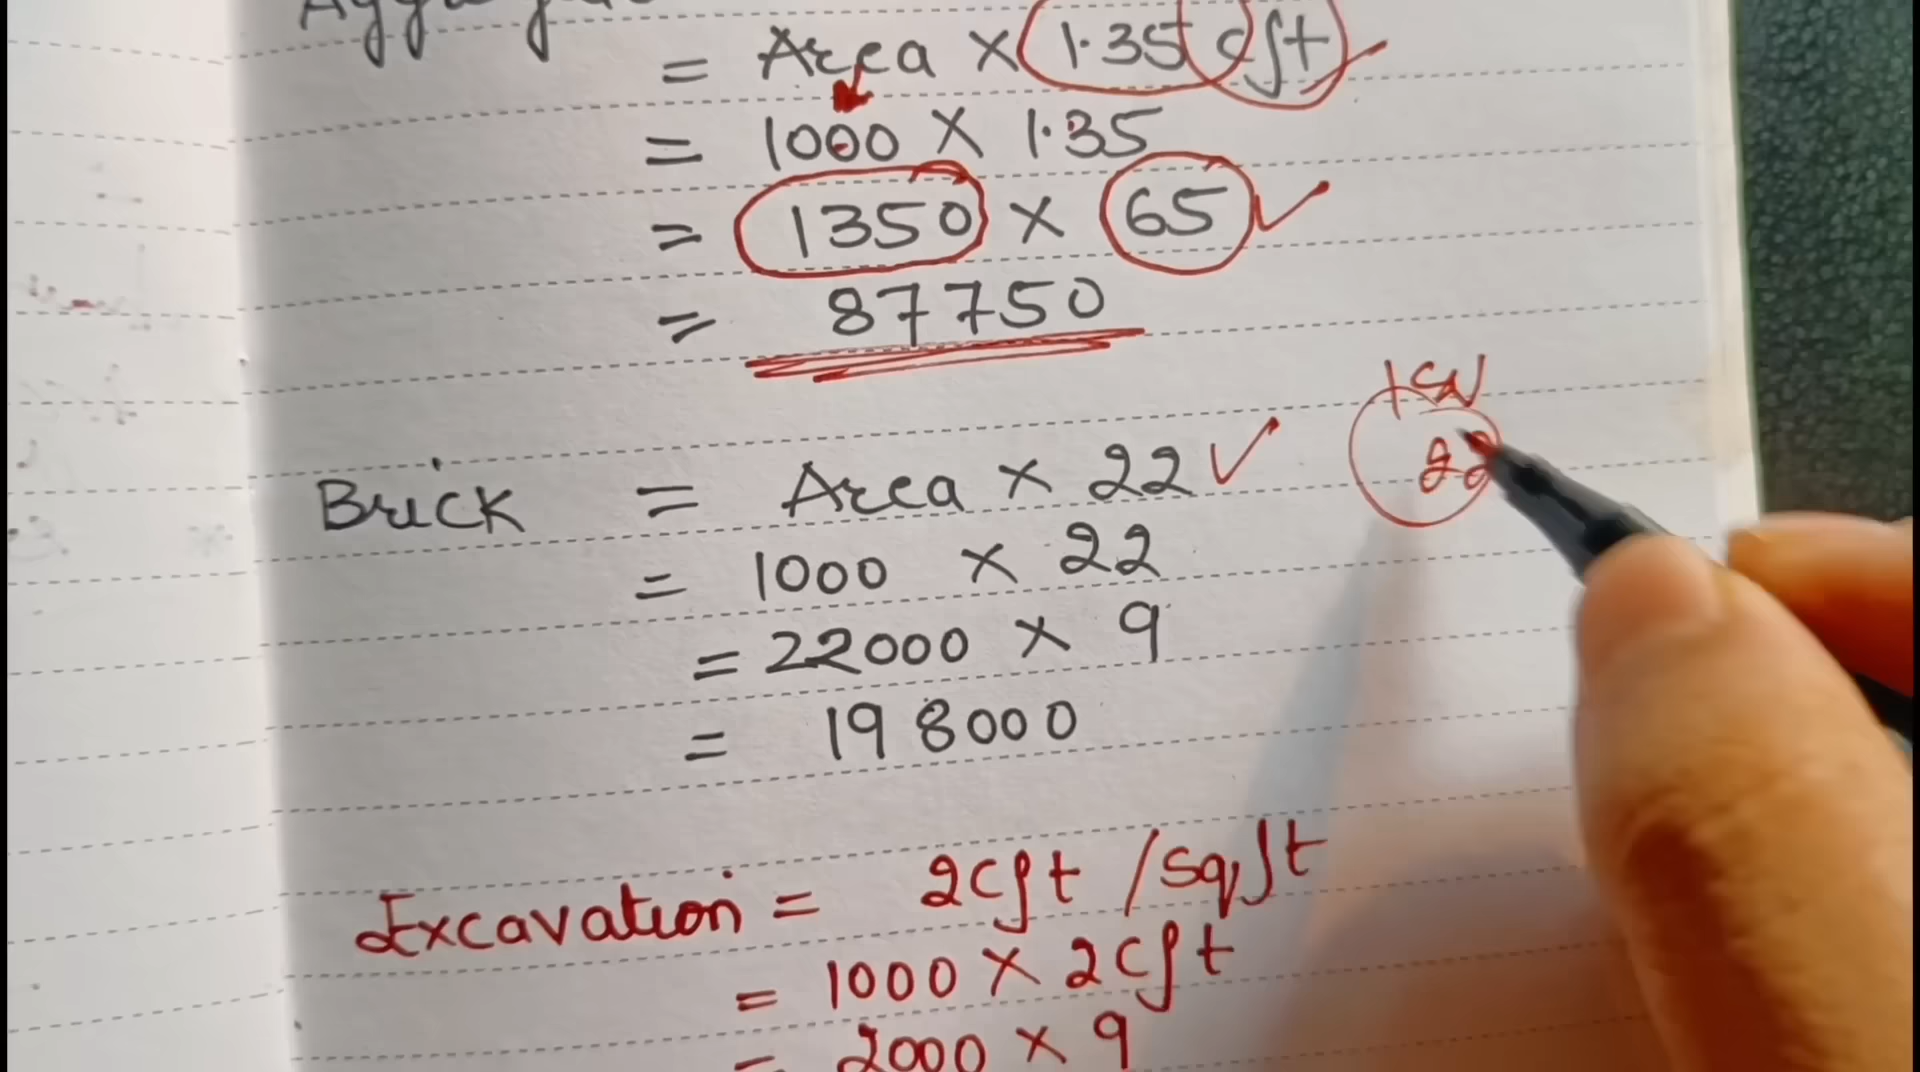 = Area × 1.35 cft
= 1000 × 1.35
= 1350 × 65
= 87750
22
Brick = Area × 22
= 1000 × 22
= 22000 × 9
= 198000
Excavation = 2cft / sqft
= 1000 × 2cft
= 2000 × 9